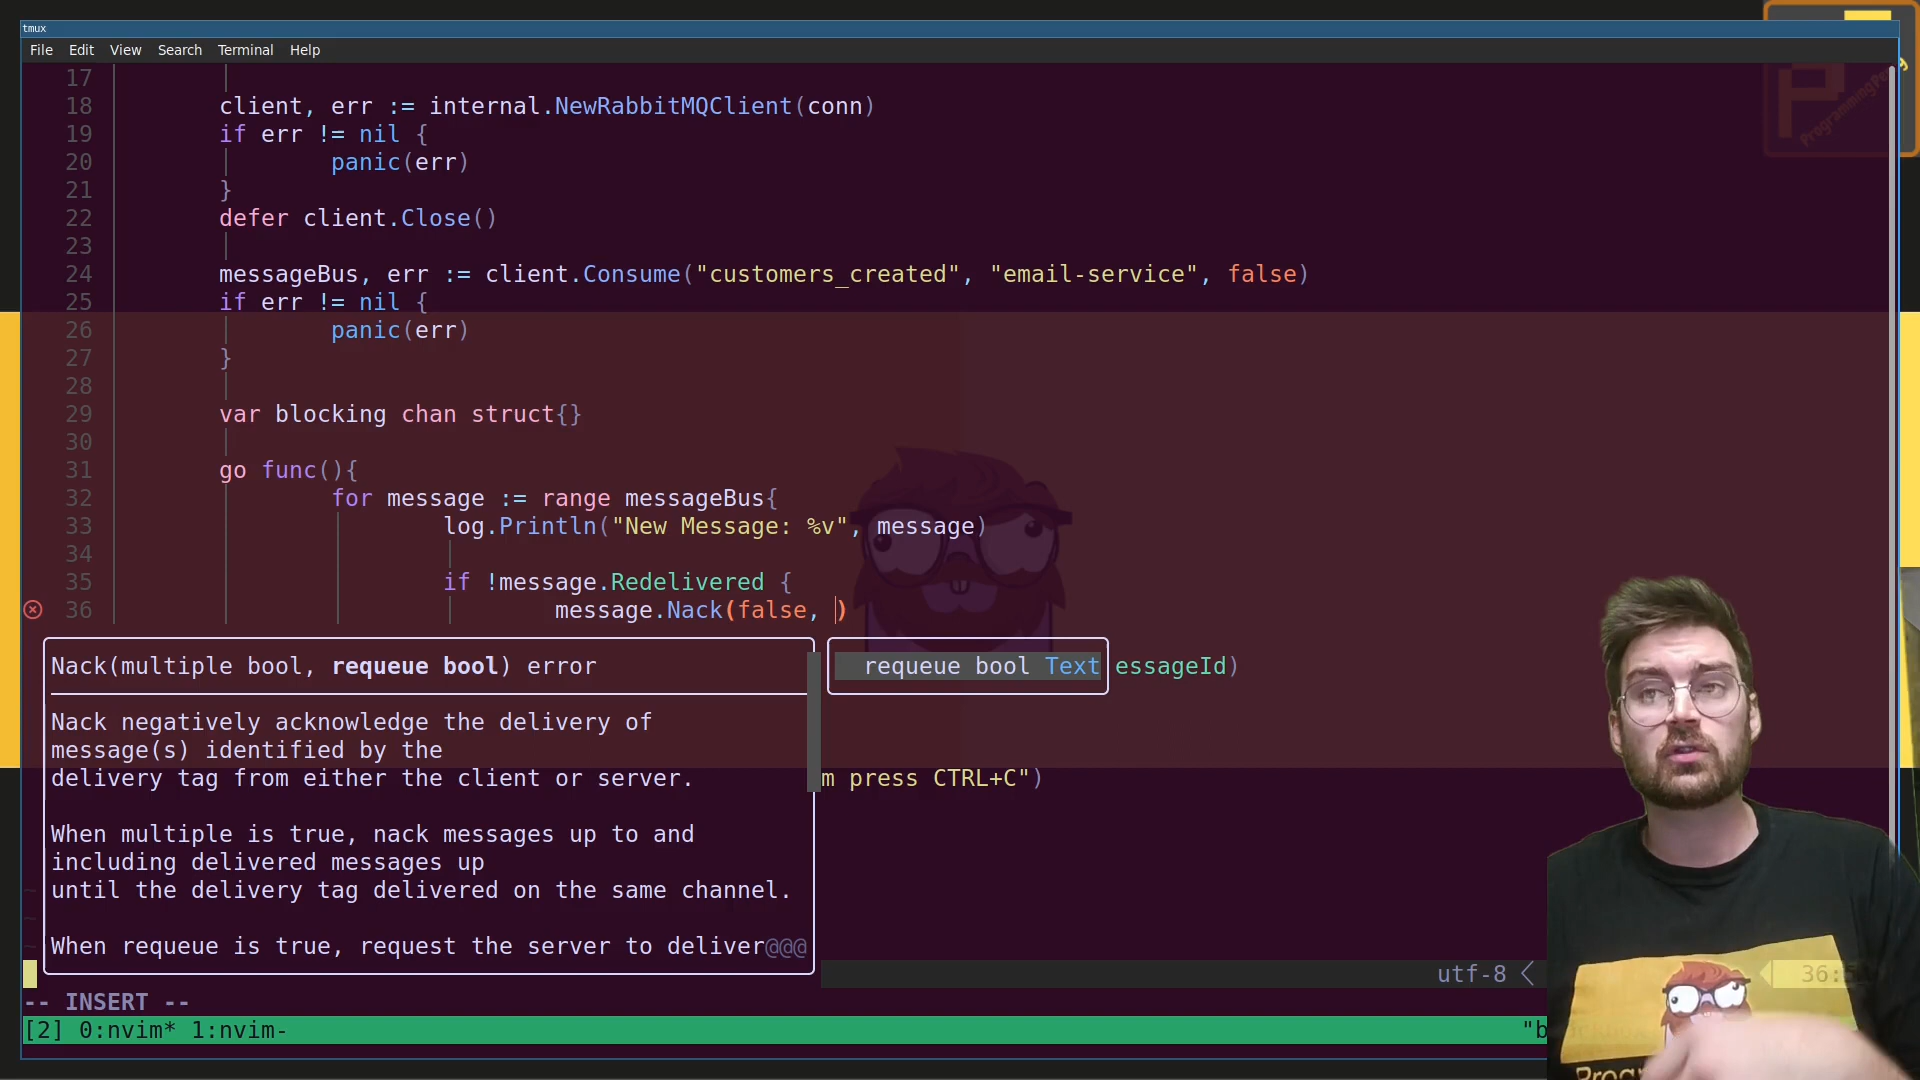 tmux
File Edit View Search Terminal Help
17
18 client, err := internal.NewRabbitMQClient(conn)
19 if err != nil {
20 panic(err)
21 }
22 defer client.Close()
23
24 messageBus, err := client.Consume("customers_created", "email-service", false)
25 if err != nil {
26 panic(err)
27 }
28
29 var blocking chan struct{}
30
31 go func(){
32 for message := range messageBus{
33 log.Println("New Message: %v", message)
34
35 if !message.Redelivered {
36 message.Nack(false, )
Nack(multiple bool, requeue bool) error
requeue bool Text essageId)
Nack negatively acknowledge the delivery of
message(s) identified by the
delivery tag from either the client or server.
m press CTRL+C")
When multiple is true, nack messages up to and
including delivered messages up
until the delivery tag delivered on the same channel.
When requeue is true, request the server to deliver@@@
utf-8
36:
-- INSERT --
[2] 0:nvim* 1:nvim-
"b
ProgrammingPer
Prog